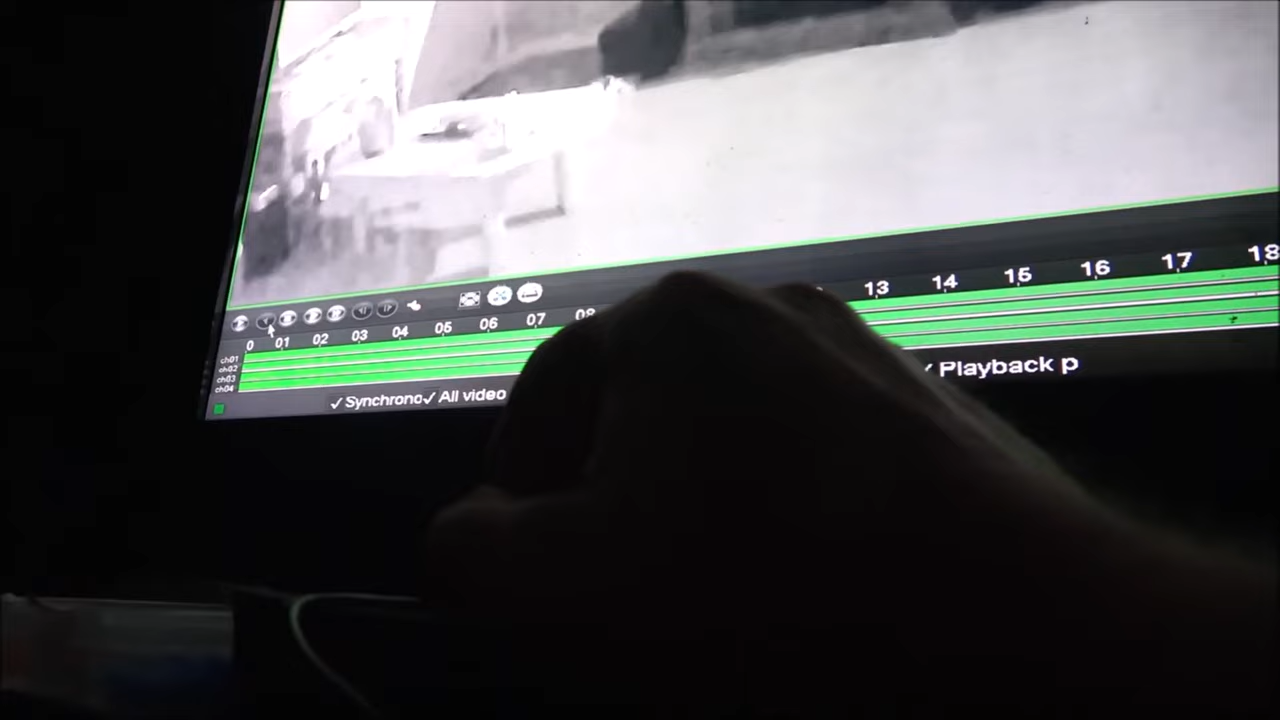 0 01 02 03 04 05 06 07 08 13 14 15 16 17 18
ch01
ch02
ch03
ch04
✓ Synchrono ✓ All video ✓ Playback p